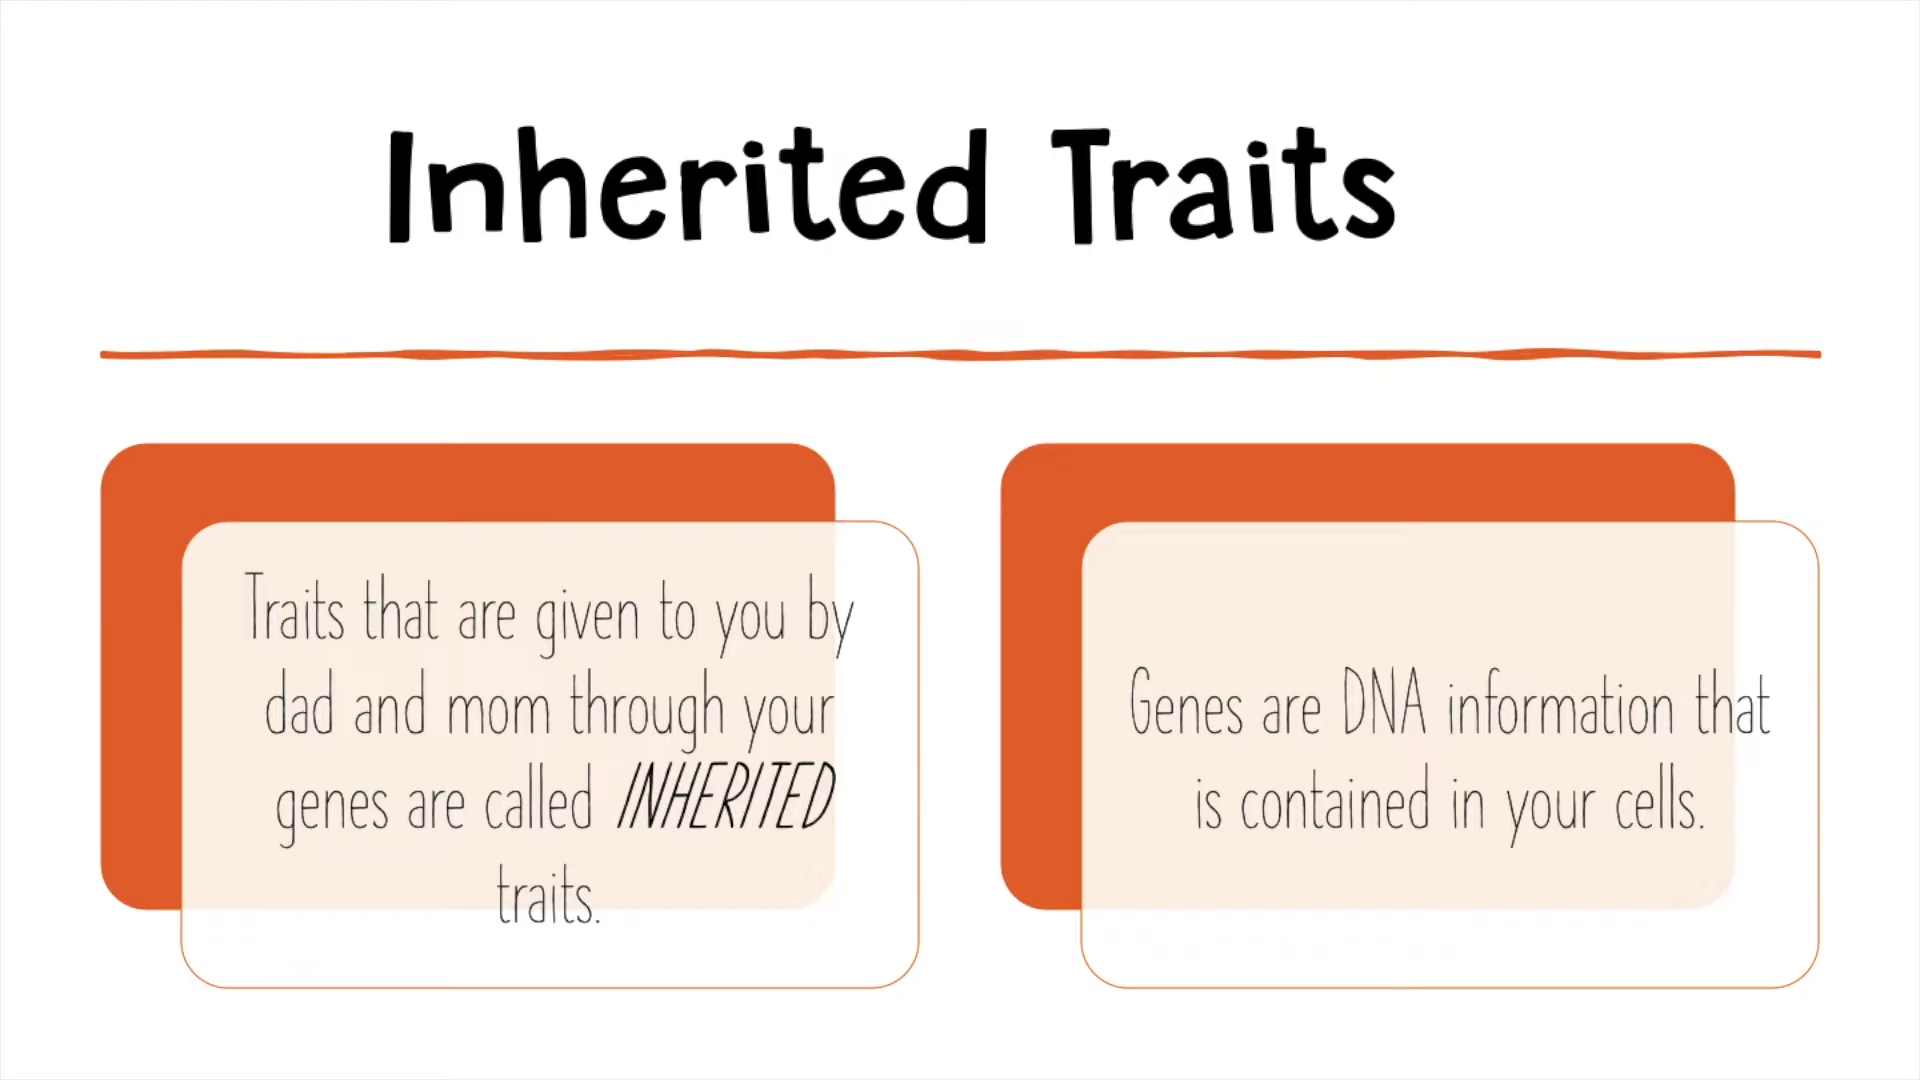 Inherited Traits
Traits that are given to you by
dad and mom through your
genes are called INHERITED
traits.
Genes are DNA information that
is contained in your cells.